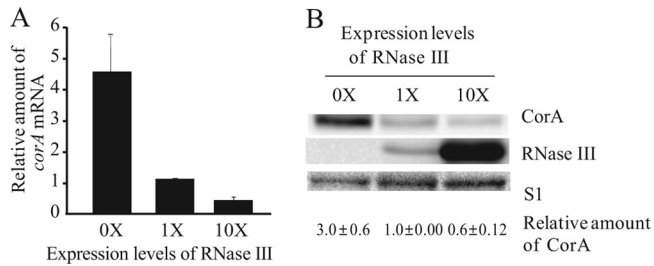 A
Relative amount of
corA mRNA
6
5
4
3
2
1
0
0X 1X 10X
Expression levels of RNase III
B
Expression levels
of RNase III
0X 1X 10X
CorA
RNase III
S1
3.0±0.6 1.0±0.00 0.6±0.12 Relative amount
of CorA